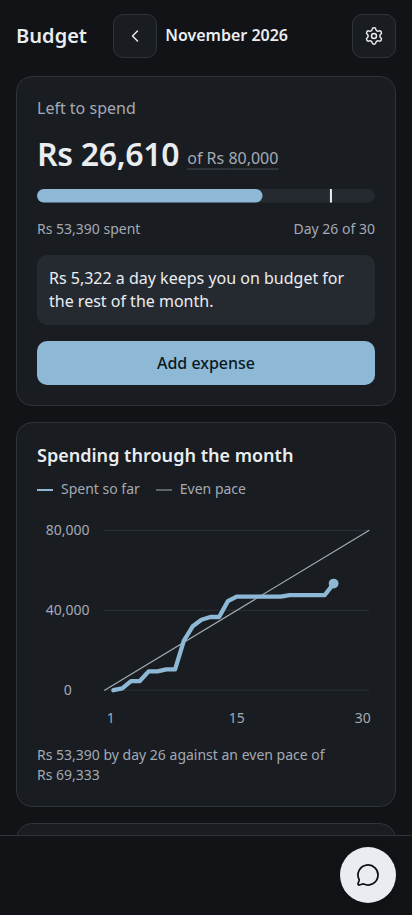 Budget
November 2026
Left to spend
Rs 26,610 of Rs 80,000
Rs 53,390 spent
Day 26 of 30
Rs 5,322 a day keeps you on budget for
the rest of the month.
Add expense
Spending through the month
Spent so far
Even pace
80,000
40,000
0
1
15
30
Rs 53,390 by day 26 against an even pace of
Rs 69,333